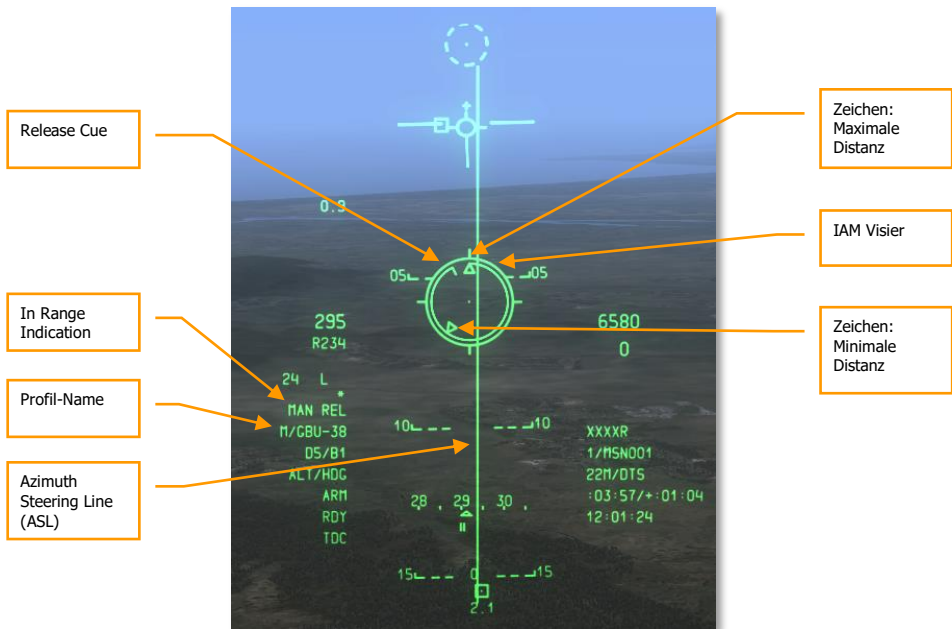 Release Cue
In Range
Indication
Profil-Name
Azimuth
Steering Line
(ASL)
0.3
05 05
295
R234
6580
0
24 L
*
MAN REL
M/GBU-38
D5/B1
ALT/HDG
ARM
RDY
TDC
10 10
XXXXR
1/MSN001
22M/DTS
:03:57/+:01:04
12:01:24
28 . 29 . 30 .
15 0 15
2.1
Zeichen:
Maximale
Distanz
IAM Visier
Zeichen:
Minimale
Distanz